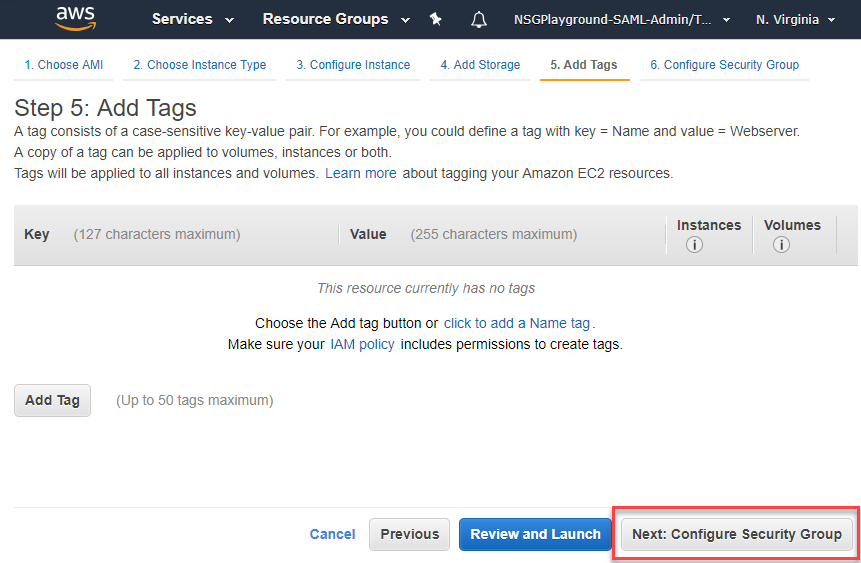 aws Services Resource Groups NSGPlayground-SAML-Admin/T... N. Virginia
1. Choose AMI 2. Choose Instance Type 3. Configure Instance 4. Add Storage 5. Add Tags 6. Configure Security Group
Step 5: Add Tags
A tag consists of a case-sensitive key-value pair. For example, you could define a tag with key = Name and value = Webserver.
A copy of a tag can be applied to volumes, instances or both.
Tags will be applied to all instances and volumes. Learn more about tagging your Amazon EC2 resources.
Key (127 characters maximum) Value (255 characters maximum) Instances Volumes
This resource currently has no tags
Choose the Add tag button or click to add a Name tag.
Make sure your IAM policy includes permissions to create tags.
Add Tag (Up to 50 tags maximum)
Cancel Previous Review and Launch Next: Configure Security Group